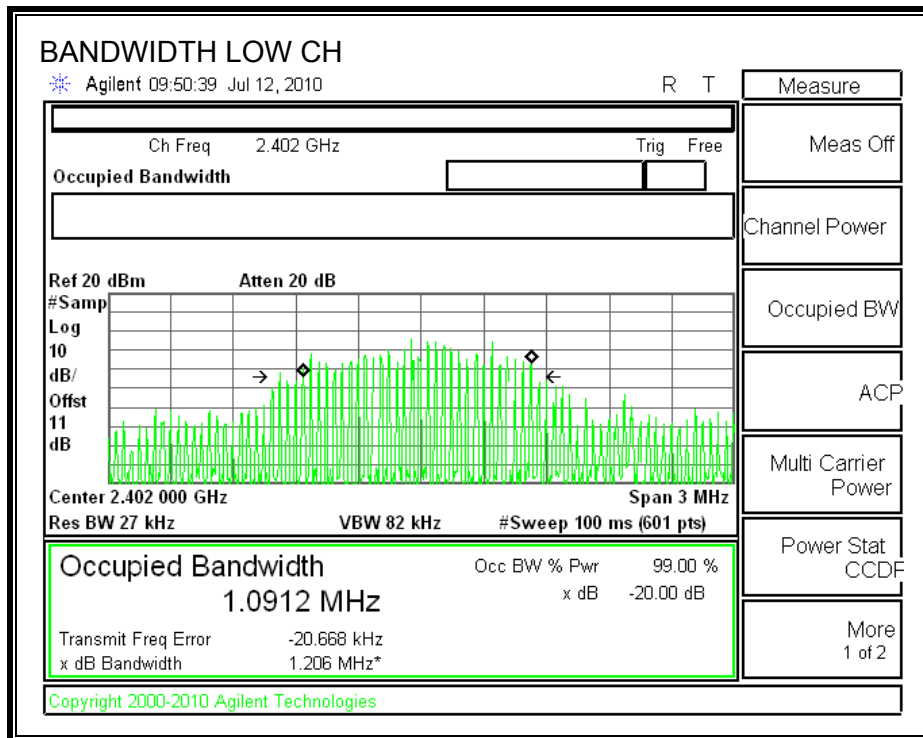 BANDWIDTH LOW CH
Agilent 09:50:39 Jul 12, 2010
R T
Measure
Ch Freq 2.402 GHz
Trig Free
Occupied Bandwidth
Meas Off
Channel Power
Occupied BW
ACP
Multi Carrier
Power
Power Stat
CCDF
More
1 of 2
Ref 20 dBm
Atten 20 dB
#Samp
Log
10
dB/
Offst
11
dB
Center 2.402 000 GHz
Span 3 MHz
Res BW 27 kHz
VBW 82 kHz
#Sweep 100 ms (601 pts)
Occupied Bandwidth
1.0912 MHz
Occ BW % Pwr 99.00 %
x dB -20.00 dB
Transmit Freq Error -20.668 kHz
x dB Bandwidth 1.206 MHz*
Copyright 2000-2010 Agilent Technologies